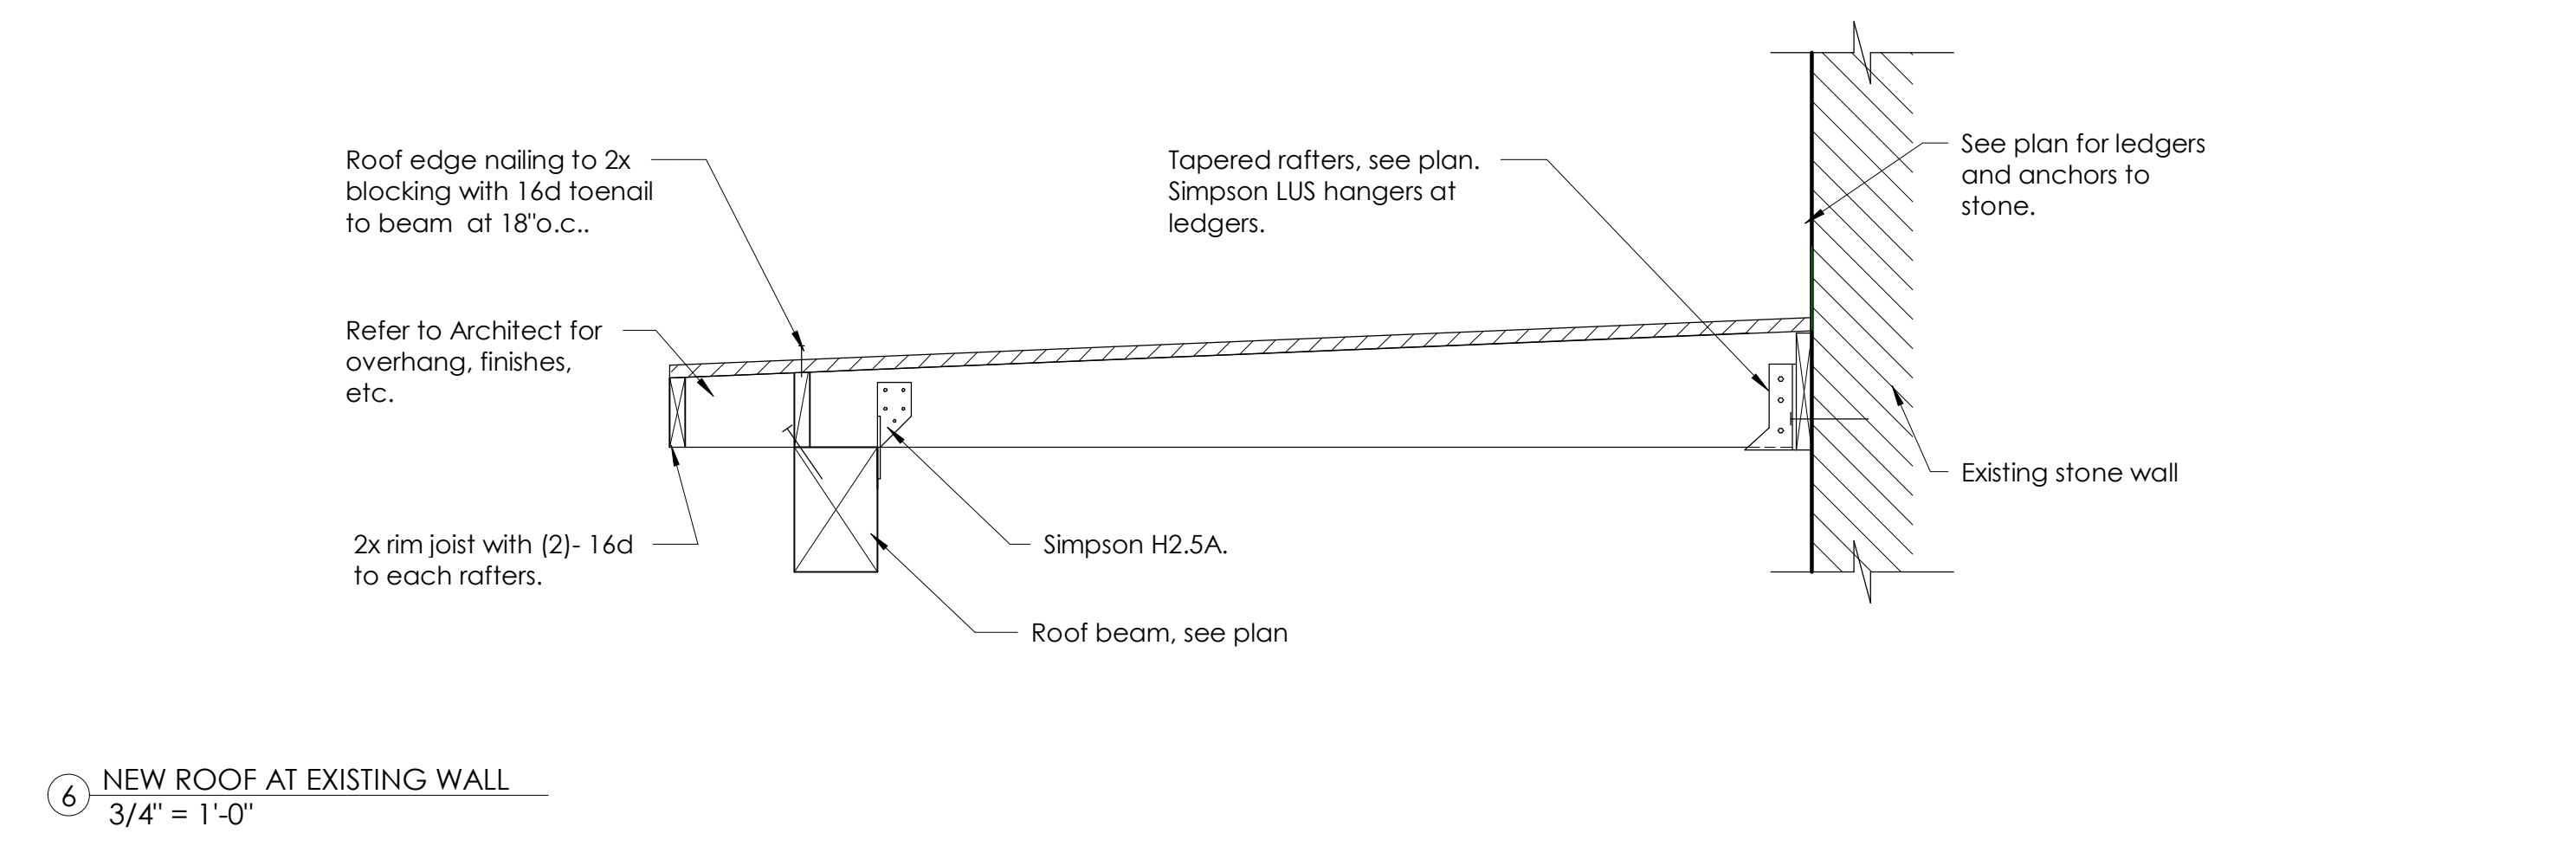 Roof edge nailing to 2x
blocking with 16d toenail
to beam  at 18"o.c..
Tapered rafters, see plan.
Simpson LUS hangers at
ledgers.
See plan for ledgers
and anchors to
stone.
Refer to Architect for
overhang, finishes,
etc.
Existing stone wall
2x rim joist with (2)- 16d
to each rafters.
Simpson H2.5A.
Roof beam, see plan
6
NEW ROOF AT EXISTING WALL
3/4" = 1'-0"